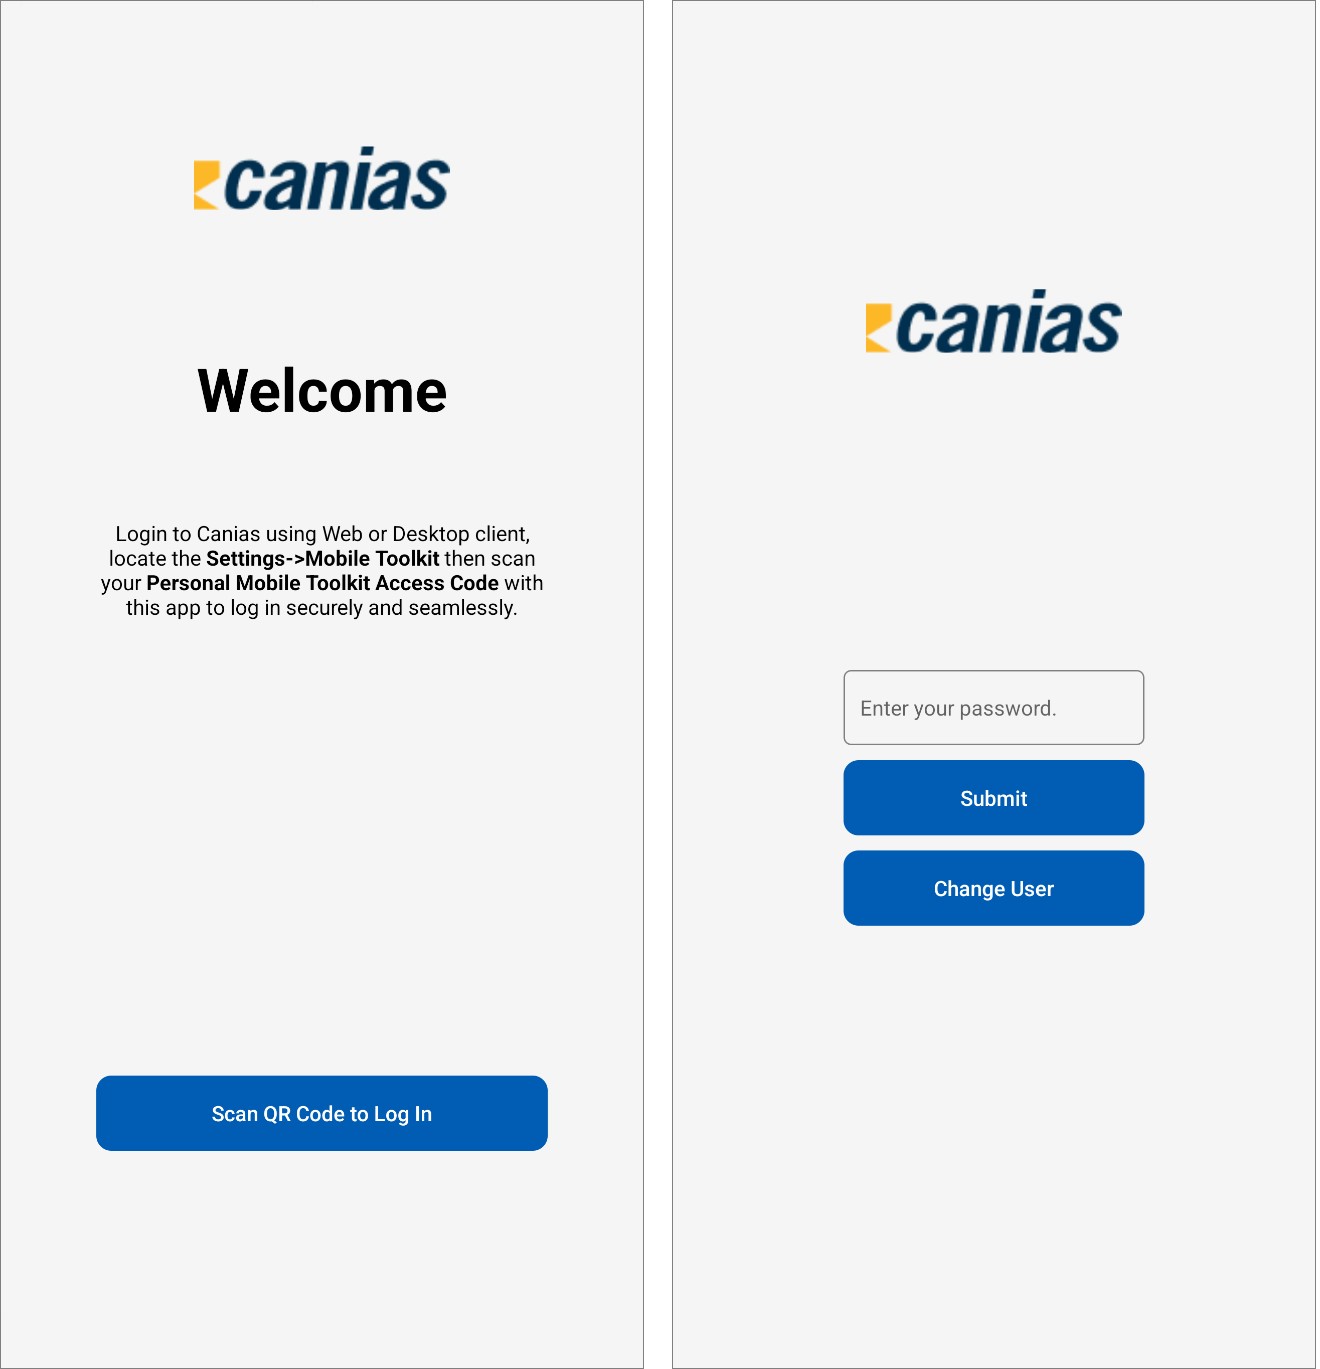 canias
Welcome
Login to Canias using Web or Desktop client,
locate the Settings->Mobile Toolkit then scan
your Personal Mobile Toolkit Access Code with
this app to log in securely and seamlessly.
Scan QR Code to Log In
canias
Enter your password.
Submit
Change User